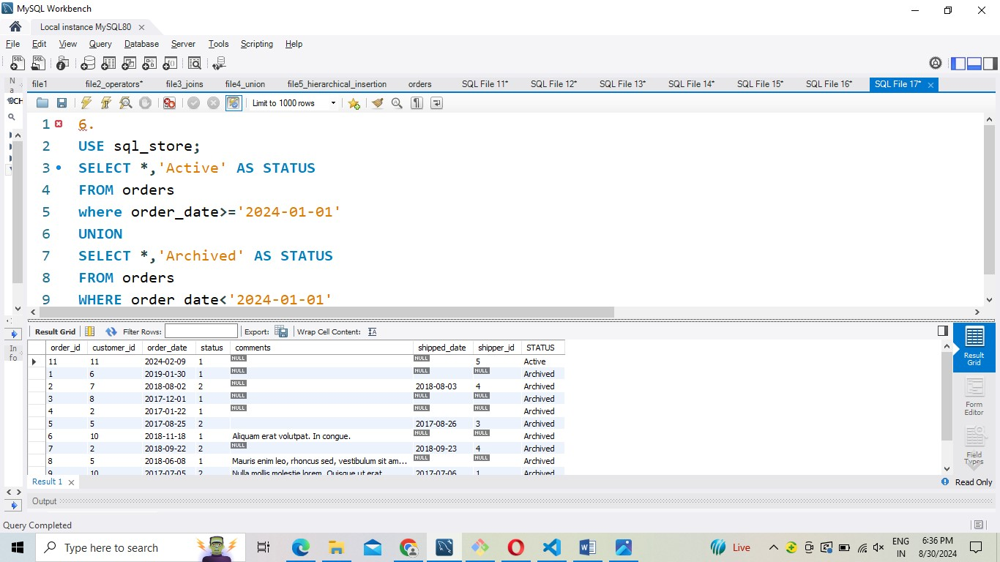 MySQL Workbench
Local instance MySQL80
File Edit View Query Database Server Tools Scripting Help
file1 file2_operators* file3_joins file4_union file5_hierarchical_insertion orders SQL File 11* SQL File 12* SQL File 13* SQL File 14* SQL File 15* SQL File 16* SQL File 17*
Limit to 1000 rows
1 6.
2 USE sql_store;
3 SELECT *,'Active' AS STATUS
4 FROM orders
5 where order_date>='2024-01-01'
6 UNION
7 SELECT *,'Archived' AS STATUS
8 FROM orders
9 WHERE order_date<'2024-01-01'
Result Grid Filter Rows: Export: Wrap Cell Content:
order_id customer_id order_date status comments shipped_date shipper_id STATUS
11 11 2024-02-09 1 NULL NULL 5 Active
1 6 2019-01-30 1 NULL NULL NULL Archived
2 7 2018-08-02 2 NULL 2018-08-03 4 Archived
3 8 2017-12-01 1 NULL NULL NULL Archived
4 2 2017-01-22 1 NULL NULL NULL Archived
5 5 2017-08-25 2 2017-08-26 3 Archived
6 10 2018-11-18 1 Aliquam erat volutpat. In congue. NULL NULL Archived
7 2 2018-09-22 2 NULL 2018-09-23 4 Archived
8 5 2018-06-08 1 Mauris enim leo, rhoncus sed, vestibulum sit am... NULL NULL Archived
9 10 2017-07-05 2 Nulla mollis molestie lorem. Quisque ut erat. 2017-07-06 1 Archived
Result Grid
Form Editor
Field Types
Result 1
Read Only
Output
Query Completed
Type here to search
Live
ENG
IN
6:36 PM
8/30/2024